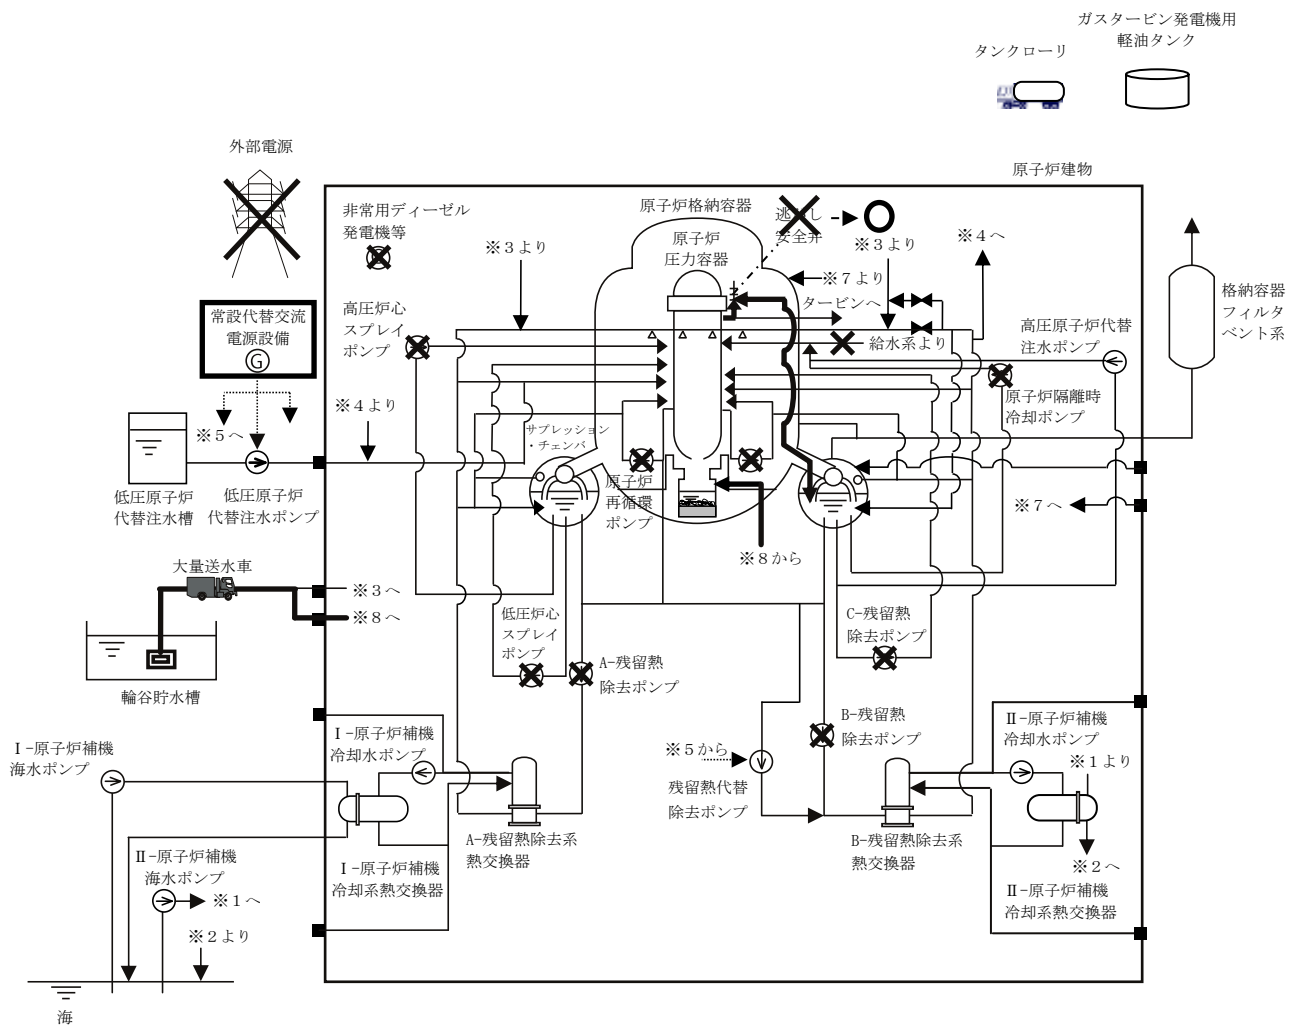 ガスタービン発電機用
軽油タンク
タンクローリ
外部電源
原子炉建物
非常用ディーゼル
発電機等
※３より
原子炉格納容器
原子炉
圧力容器
逃がし
安全弁
※３より
※４へ
※７より
タービンへ
格納容器
フィルタ
ベント系
常設代替交流
電源設備
G
高圧炉心
スプレイ
ポンプ
給水系より
高圧原子炉代替
注水ポンプ
原子炉隔離時
冷却ポンプ
※４より
※５へ
サプレッション
・チェンバ
低圧原子炉
代替注水槽
低圧原子炉
代替注水ポンプ
原子炉
再循環
ポンプ
※７へ
※８から
大量送水車
※３へ
※８へ
輪谷貯水槽
低圧炉心
スプレイ
ポンプ
A-残留熱
除去ポンプ
C-残留熱
除去ポンプ
B-残留熱
除去ポンプ
※５から
残留熱代替
除去ポンプ
Ⅰ-原子炉補機
海水ポンプ
Ⅰ-原子炉補機
冷却水ポンプ
Ⅱ-原子炉補機
冷却水ポンプ
※１より
A-残留熱除去系
熱交換器
B-残留熱除去系
熱交換器
※２へ
Ⅱ-原子炉補機
海水ポンプ
※１へ
Ⅰ-原子炉補機
冷却系熱交換器
Ⅱ-原子炉補機
冷却系熱交換器
※２より
海